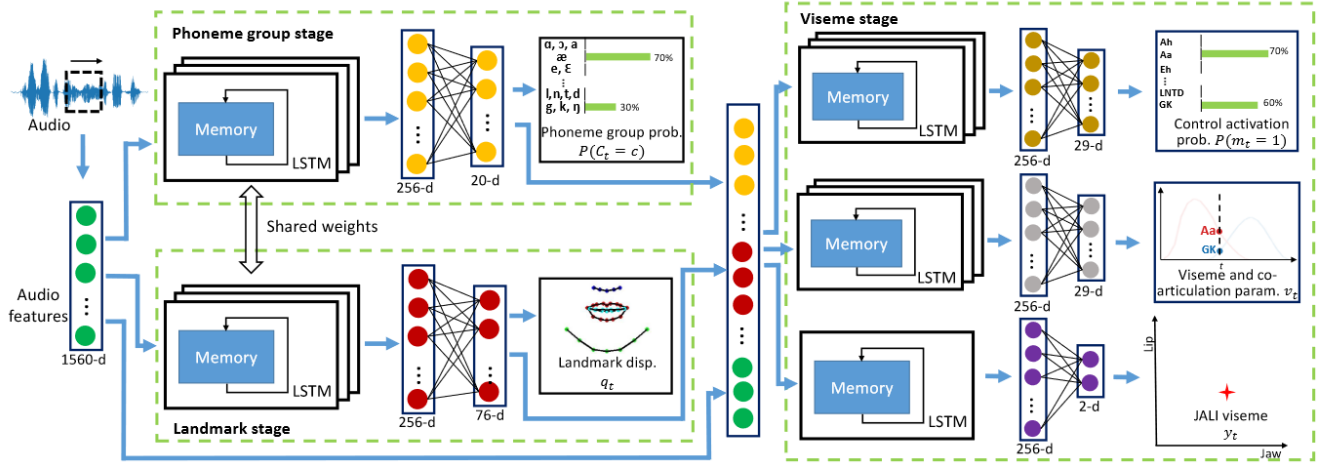 Audio
Audio
features
1560-d
Phoneme group stage
Memory
LSTM
256-d
20-d
ɑ, ɔ, a
æ
e, ℇ
⋮
l, n, t, d
g, k, ŋ
70%
30%
Phoneme group prob.
P(C_t = c)
Shared weights
Landmark stage
Memory
LSTM
256-d
76-d
Landmark disp.
q_t
Viseme stage
Memory
LSTM
256-d
29-d
Ah
Aa
Eh
⋮
LNTD
GK
70%
60%
Control activation
prob. P(m_t = 1)
Memory
LSTM
256-d
29-d
Aa
GK
t
Viseme and co-
articulation param. v_t
Memory
LSTM
256-d
2-d
Lip
JALI viseme
y_t
Jaw